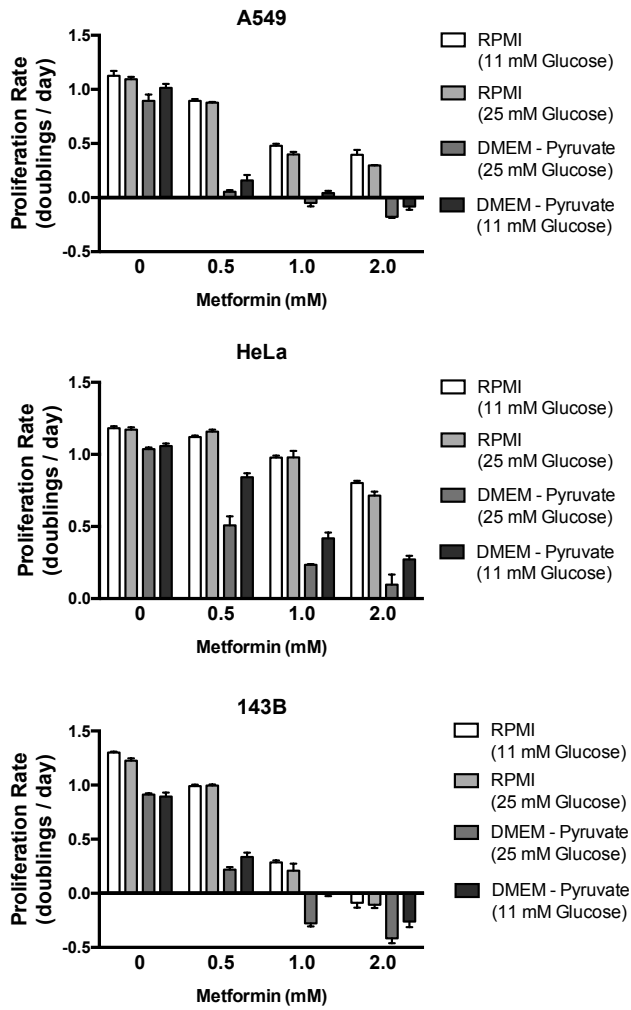 A549
Proliferation Rate
(doublings / day)
1.5
1.0
0.5
0.0
-0.5
0 0.5 1.0 2.0
Metformin (mM)
RPMI
(11 mM Glucose)
RPMI
(25 mM Glucose)
DMEM - Pyruvate
(25 mM Glucose)
DMEM - Pyruvate
(11 mM Glucose)
HeLa
Proliferation Rate
(doublings / day)
1.5
1.0
0.5
0.0
0 0.5 1.0 2.0
Metformin (mM)
RPMI
(11 mM Glucose)
RPMI
(25 mM Glucose)
DMEM - Pyruvate
(25 mM Glucose)
DMEM - Pyruvate
(11 mM Glucose)
143B
Proliferation Rate
(doublings / day)
1.5
1.0
0.5
0.0
-0.5
0 0.5 1.0 2.0
Metformin (mM)
RPMI
(11 mM Glucose)
RPMI
(25 mM Glucose)
DMEM - Pyruvate
(25 mM Glucose)
DMEM - Pyruvate
(11 mM Glucose)